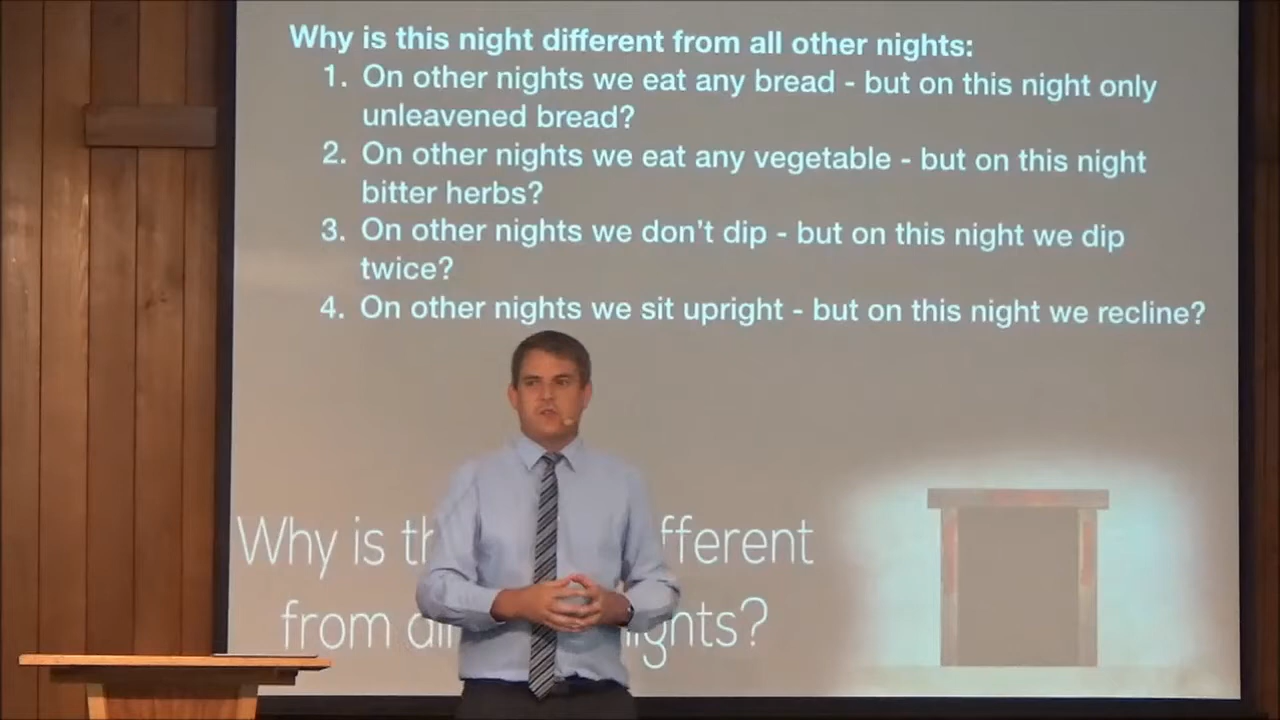 Why is this night different from all other nights:
1. On other nights we eat any bread - but on this night only
unleavened bread?
2. On other nights we eat any vegetable - but on this night
bitter herbs?
3. On other nights we don't dip - but on this night we dip
twice?
4. On other nights we sit upright - but on this night we recline?
Why is
from